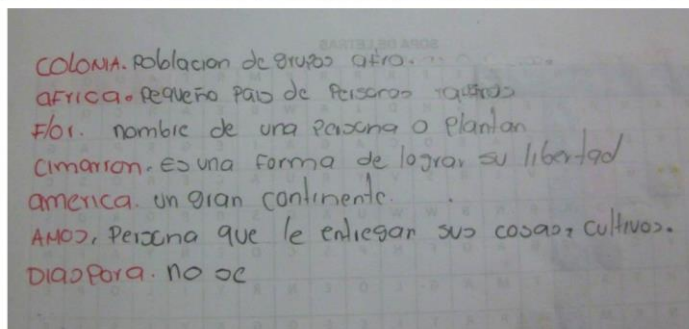 COLONIA. Poblacion de grupos afro.
AFRICA. Pequeño Pais de Personas
Flor. nombre de una Persona o Plantan
Cimarron. Es una forma de lograr su libertad
america. un gran continente.
AMOS, Persona que le entregan sus cosas, cultivos.
DIASPORA. no se